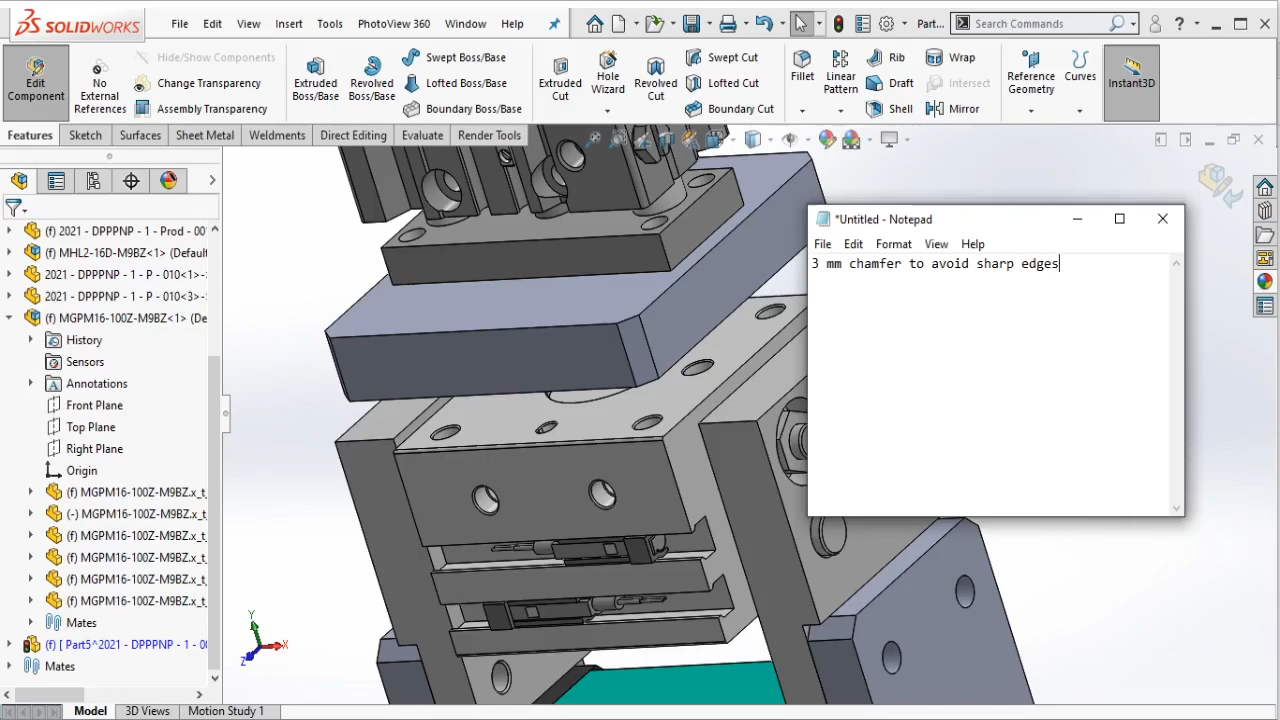 SOLIDWORKS
File Edit View Insert Tools PhotoView 360 Window Help
Part... Search Commands
Edit Component
No External References
Hide/Show Components
Change Transparency
Assembly Transparency
Extruded Boss/Base
Revolved Boss/Base
Swept Boss/Base
Lofted Boss/Base
Boundary Boss/Base
Extruded Cut
Hole Wizard
Revolved Cut
Swept Cut
Lofted Cut
Boundary Cut
Fillet
Linear Pattern
Rib
Draft
Shell
Wrap
Intersect
Mirror
Reference Geometry
Curves
Instant3D
Features Sketch Surfaces Sheet Metal Weldments Direct Editing Evaluate Render Tools
(f) 2021 - DPPPNP - 1 - Prod - 00
(f) MHL2-16D-M9BZ<1> (Default
2021 - DPPPNP - 1 - P - 010<1>-
2021 - DPPPNP - 1 - P - 010<3>-
(f) MGPM16-100Z-M9BZ<1> (De
History
Sensors
Annotations
Front Plane
Top Plane
Right Plane
Origin
(f) MGPM16-100Z-M9BZ.x_t
(-) MGPM16-100Z-M9BZ.x_t
(f) MGPM16-100Z-M9BZ.x_t
(f) MGPM16-100Z-M9BZ.x_t
(f) MGPM16-100Z-M9BZ.x_t
(f) MGPM16-100Z-M9BZ.x_t
Mates
(f) [ Part5^2021 - DPPPNP - 1 - 00
Mates
Y
X
Z
*Untitled - Notepad
File Edit Format View Help
3 mm chamfer to avoid sharp edges
Model 3D Views Motion Study 1